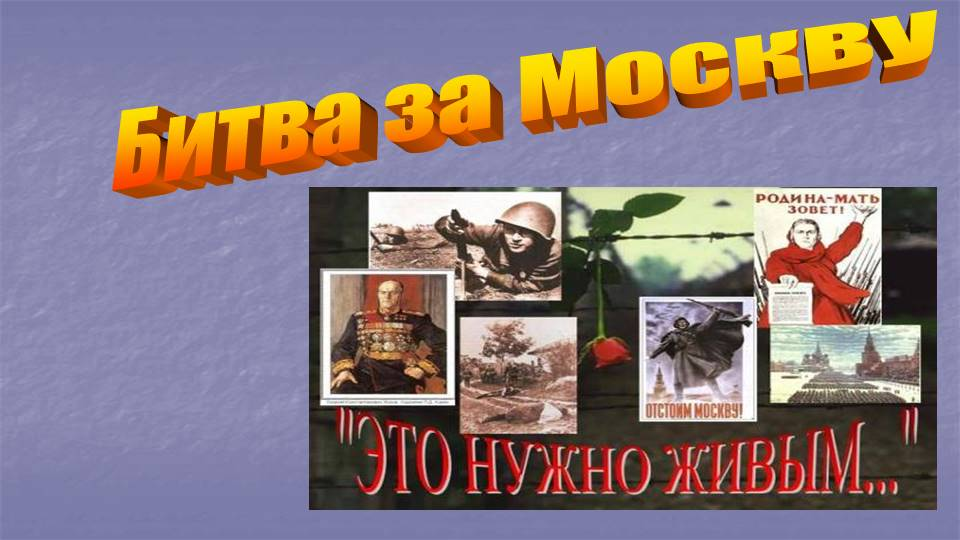 Битва за Москву
РОДИНА-МАТЬ
ЗОВЕТ!
ОТСТОИМ МОСКВУ!
"ЭТО НУЖНО ЖИВЫМ..."